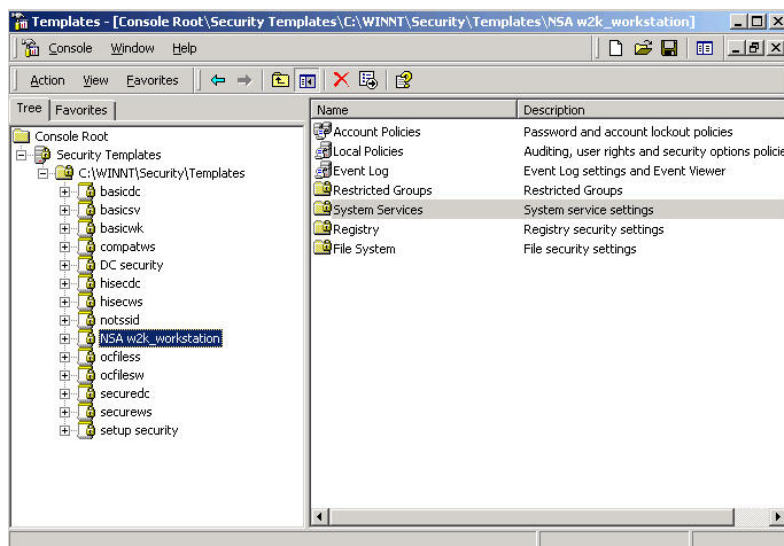 Templates - [Console Root\Security Templates\C:\WINNT\Security\Templates\NSA w2k_workstation]
Console Window Help
Action View Favorites
Tree Favorites
Console Root
Security Templates
C:\WINNT\Security\Templates
basicdc
basicsv
basicwk
compatws
DC security
hisecdc
hisecws
notssid
NSA w2k_workstation
ocfiless
ocfilesw
securedc
securews
setup security
Name Description
Account Policies Password and account lockout policies
Local Policies Auditing, user rights and security options policie
Event Log Event Log settings and Event Viewer
Restricted Groups Restricted Groups
System Services System service settings
Registry Registry security settings
File System File security settings